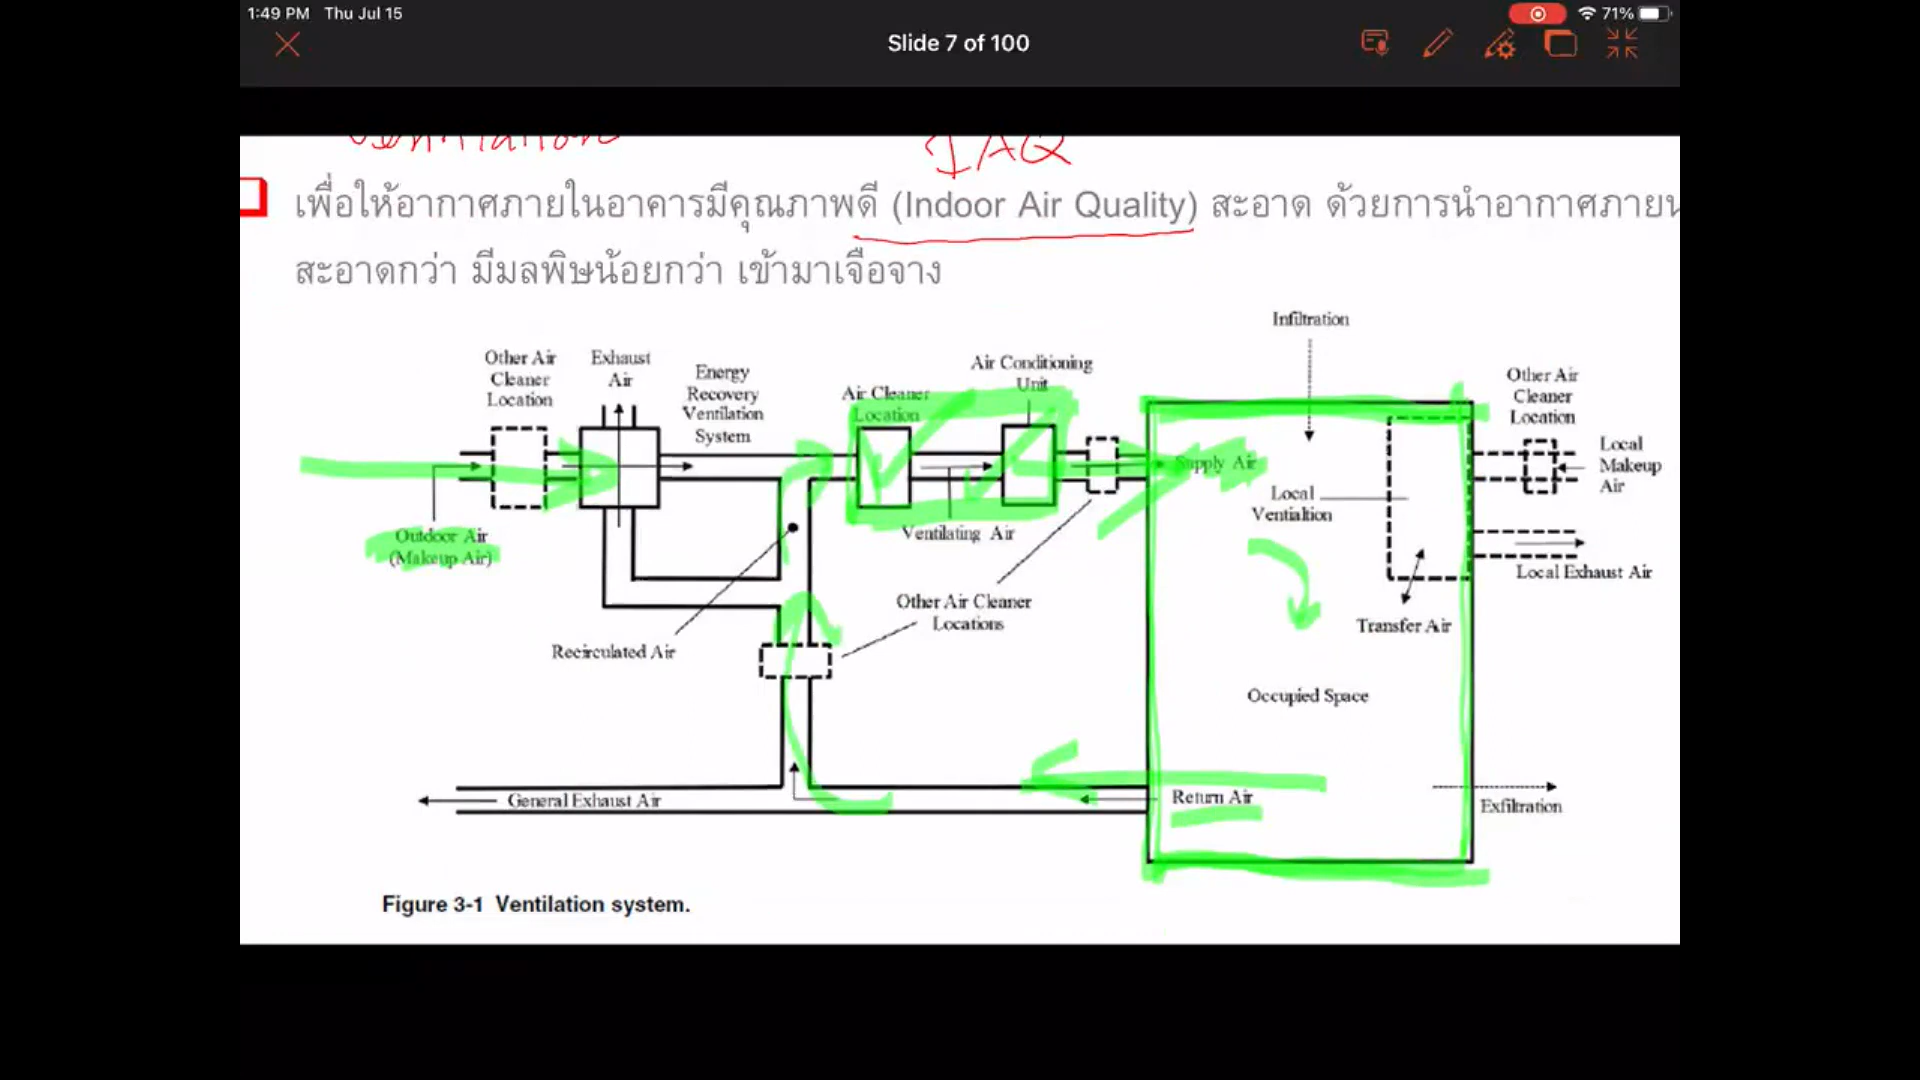 1:49 PM Thu Jul 15
71%
Slide 7 of 100
IAQ
เพื่อให้อากาศภายในอาคารมีคุณภาพดี (Indoor Air Quality) สะอาด ด้วยการนำอากาศภายน
สะอาดกว่า มีมลพิษน้อยกว่า เข้ามาเจือจาง
Infiltration
Other Air
Cleaner
Location
Exhaust
Air
Energy
Recovery
Ventilation
System
Air Cleaner
Location
Air Conditioning
Unit
Other Air
Cleaner
Location
Local
Makeup
Air
Supply Air
Local
Ventialtion
Outdoor Air
(Makeup Air)
Ventilating Air
Local Exhaust Air
Other Air Cleaner
Locations
Transfer Air
Recirculated Air
Occupied Space
General Exhaust Air
Return Air
Exfiltration
Figure 3-1 Ventilation system.